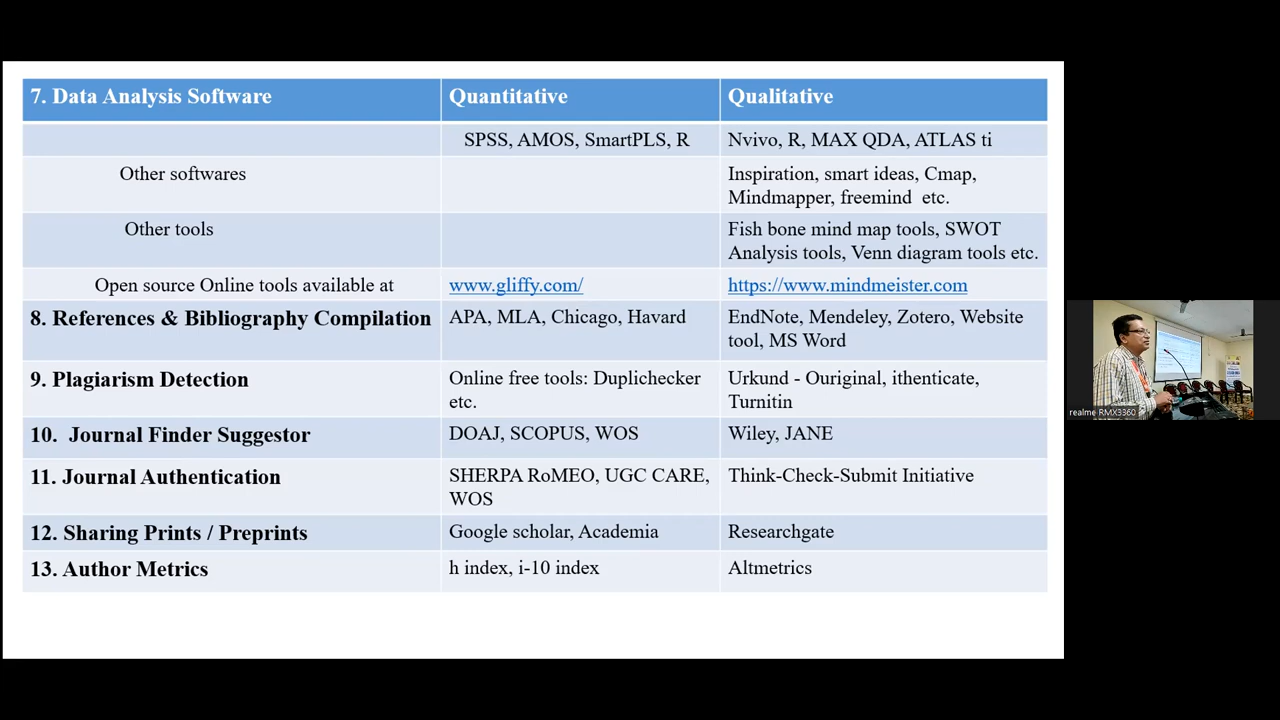 7. Data Analysis Software Quantitative Qualitative
SPSS, AMOS, SmartPLS, R Nvivo, R, MAX QDA, ATLAS ti
Other softwares Inspiration, smart ideas, Cmap,
Mindmapper, freemind etc.
Other tools Fish bone mind map tools, SWOT
Analysis tools, Venn diagram tools etc.
Open source Online tools available at www.gliffy.com/ https://www.mindmeister.com
8. References & Bibliography Compilation APA, MLA, Chicago, Havard EndNote, Mendeley, Zotero, Website
tool, MS Word
9. Plagiarism Detection Online free tools: Duplichecker Urkund - Ouriginal, ithenticate,
etc. Turnitin
10. Journal Finder Suggestor DOAJ, SCOPUS, WOS Wiley, JANE
11. Journal Authentication SHERPA RoMEO, UGC CARE, Think-Check-Submit Initiative
WOS
12. Sharing Prints / Preprints Google scholar, Academia Researchgate
13. Author Metrics h index, i-10 index Altmetrics
realme RMX3360